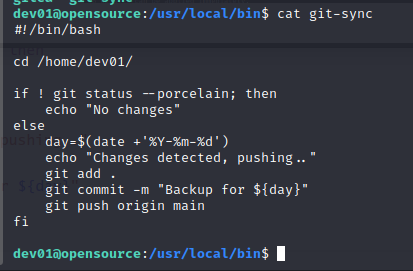 dev01@opensource:/usr/local/bin$ cat git-sync
#!/bin/bash
cd /home/dev01/
if ! git status --porcelain; then
    echo "No changes"
else
    day=$(date +'%Y-%m-%d')
    echo "Changes detected, pushing.."
    git add .
    git commit -m "Backup for ${day}"
    git push origin main
fi
dev01@opensource:/usr/local/bin$